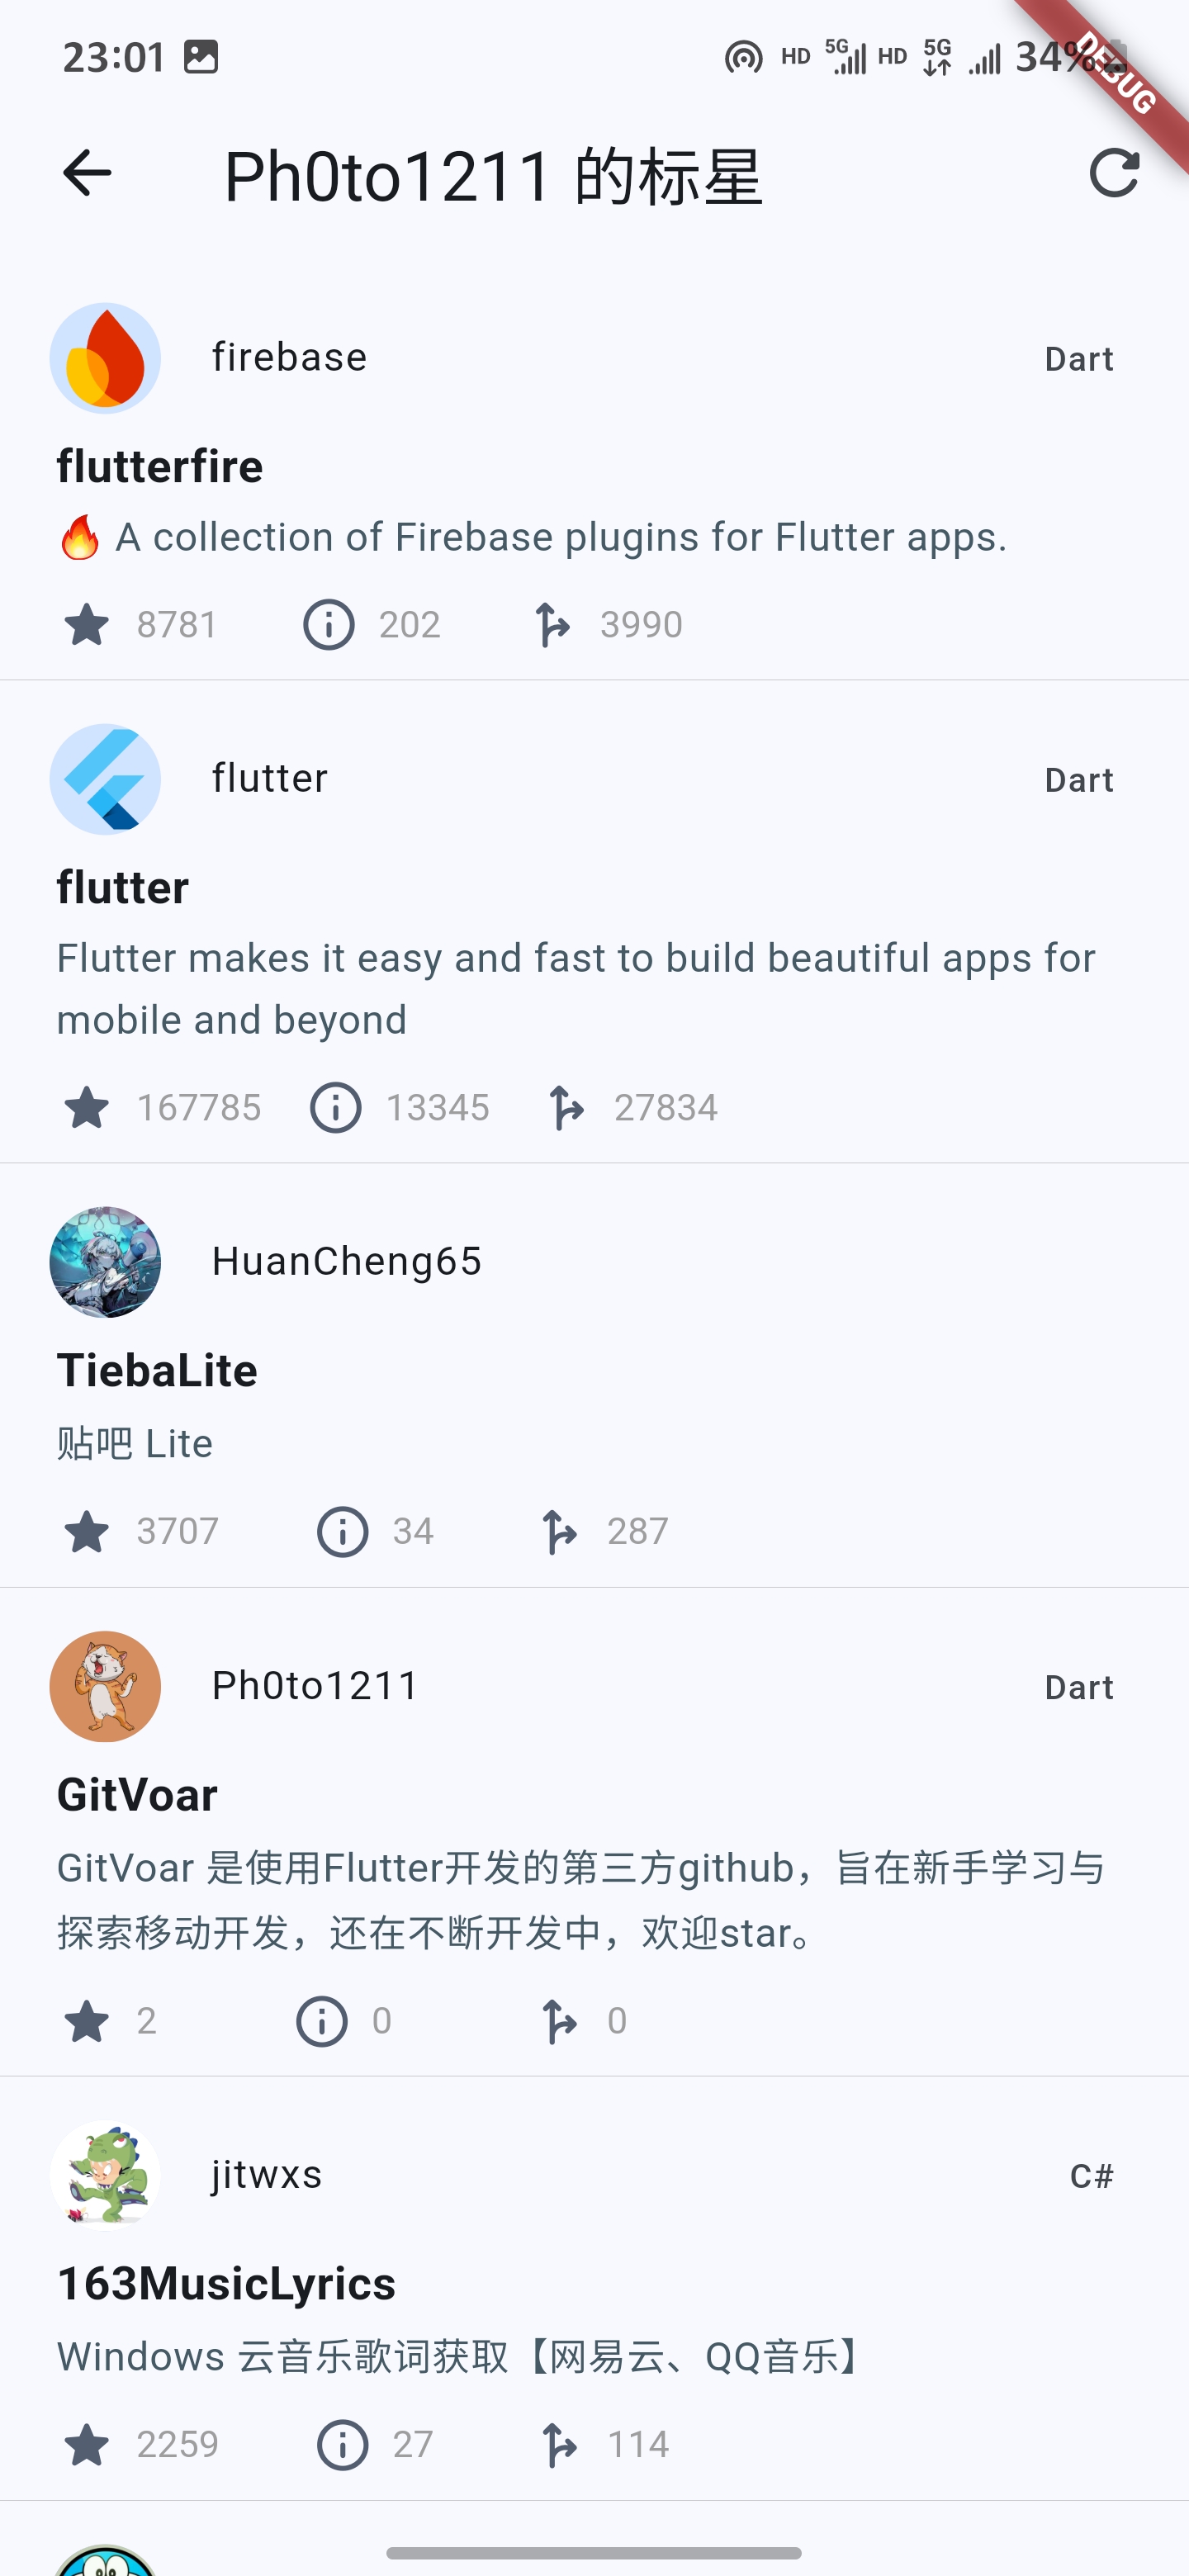 23:01
HD 5G HD 5G 34%
DEBUG
Ph0to1211 的标星
firebase
Dart
flutterfire
🔥 A collection of Firebase plugins for Flutter apps.
8781 202 3990
flutter
Dart
flutter
Flutter makes it easy and fast to build beautiful apps for
mobile and beyond
167785 13345 27834
HuanCheng65
TiebaLite
贴吧 Lite
3707 34 287
Ph0to1211
Dart
GitVoar
GitVoar 是使用Flutter开发的第三方github，旨在新手学习与
探索移动开发，还在不断开发中，欢迎star。
2 0 0
jitwxs
C#
163MusicLyrics
Windows 云音乐歌词获取【网易云、QQ音乐】
2259 27 114